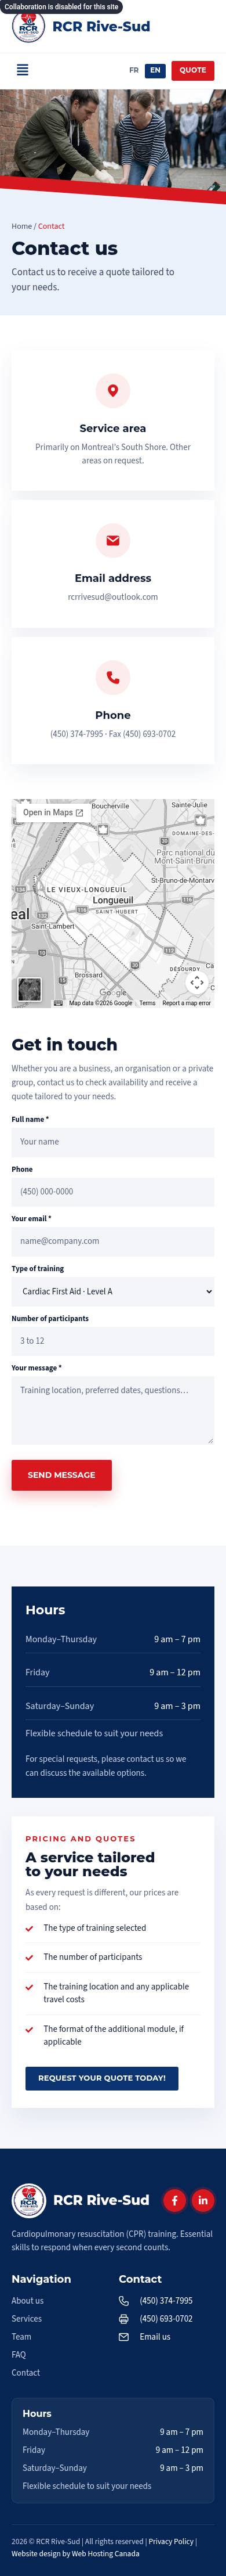 Collaboration is disabled for this site
RCR Rive-Sud
FR
EN
QUOTE
Home / Contact
Contact us
Contact us to receive a quote tailored to
your needs.
Service area
Primarily on Montreal's South Shore. Other
areas on request.
Email address
rcrrivesud@outlook.com
Phone
(450) 374-7995 · Fax (450) 693-0702
Open in Maps
Boucherville
Sainte-Julie
DOMAINE-DES-
Parc national du
Mont-Saint-Bruno
St-Bruno-de-Montarville
LE VIEUX-LONGUEUIL
Longueuil
SAINT-HUBERT
Saint-Lambert
Brossard
Google
Map data ©2026 Google
Terms
Report a map error
Get in touch
Whether you are a business, an organisation or a private
group, contact us to check availability and receive a
quote tailored to your needs.
Full name *
Your name
Phone
(450) 000-0000
Your email *
name@company.com
Type of training
Cardiac First Aid · Level A
Number of participants
3 to 12
Your message *
Training location, preferred dates, questions…
SEND MESSAGE
Hours
Monday–Thursday 9 am – 7 pm
Friday 9 am – 12 pm
Saturday–Sunday 9 am – 3 pm
Flexible schedule to suit your needs
For special requests, please contact us so we
can discuss the available options.
PRICING AND QUOTES
A service tailored
to your needs
As every request is different, our prices are
based on:
The type of training selected
The number of participants
The training location and any applicable
travel costs
The format of the additional module, if
applicable
REQUEST YOUR QUOTE TODAY!
RCR Rive-Sud
Cardiopulmonary resuscitation (CPR) training. Essential
skills to respond when every second counts.
Navigation
About us
Services
Team
FAQ
Contact
Contact
(450) 374-7995
(450) 693-0702
Email us
Hours
Monday–Thursday 9 am – 7 pm
Friday 9 am – 12 pm
Saturday–Sunday 9 am – 3 pm
Flexible schedule to suit your needs
2026 © RCR Rive-Sud | All rights reserved | Privacy Policy |
Website design by Web Hosting Canada